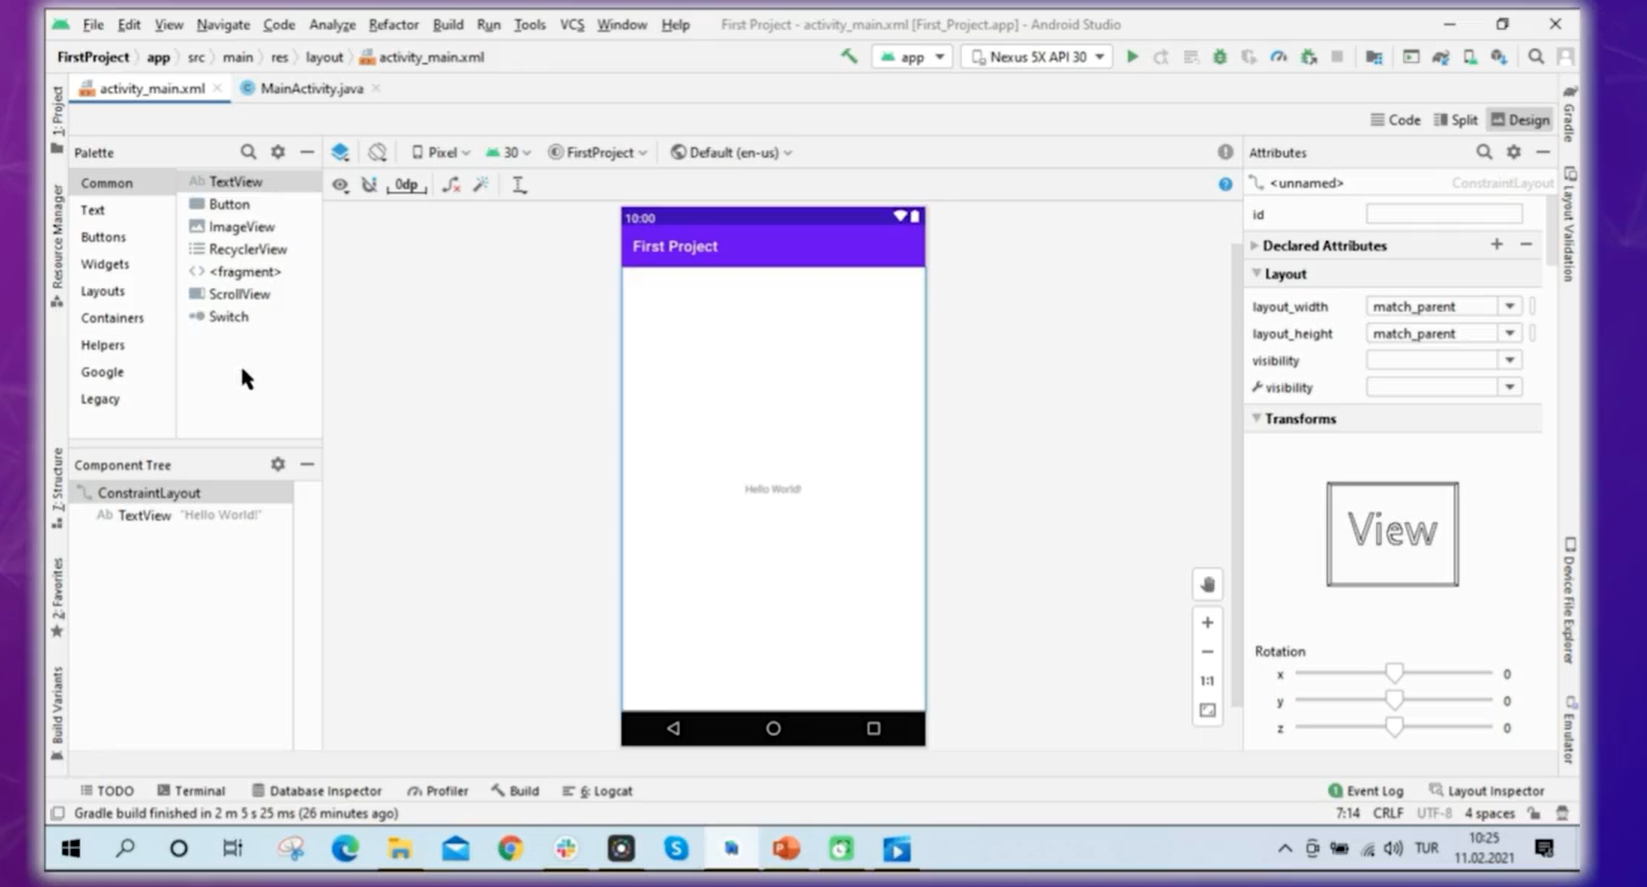 File Edit View Navigate Code Analyze Refactor Build Run Tools VCS Window Help First Project - activity_main.xml [First_Project.app] - Android Studio
FirstProject app src main res layout activity_main.xml app Nexus 5X API 30
activity_main.xml MainActivity.java
Code Split Design
Palette Pixel 30 FirstProject Default (en-us) Attributes
0dp
Common
Text
Buttons
Widgets
Layouts
Containers
Helpers
Google
Legacy
Ab TextView
Button
ImageView
RecyclerView
<fragment>
ScrollView
Switch
Component Tree
ConstraintLayout
Ab TextView "Hello World!"
10:00
First Project
Hello World!
1:1
<unnamed> ConstraintLayout
id
Declared Attributes
Layout
layout_width match_parent
layout_height match_parent
visibility
visibility
Transforms
View
Rotation
x 0
y 0
z 0
1: Project
Resource Manager
7: Structure
2: Favorites
Build Variants
Gradle
Layout Validation
Device File Explorer
Emulator
TODO Terminal Database Inspector Profiler Build 6: Logcat 1 Event Log Layout Inspector
Gradle build finished in 2 m 5 s 25 ms (26 minutes ago) 7:14 CRLF UTF-8 4 spaces
TUR
10:25
11.02.2021